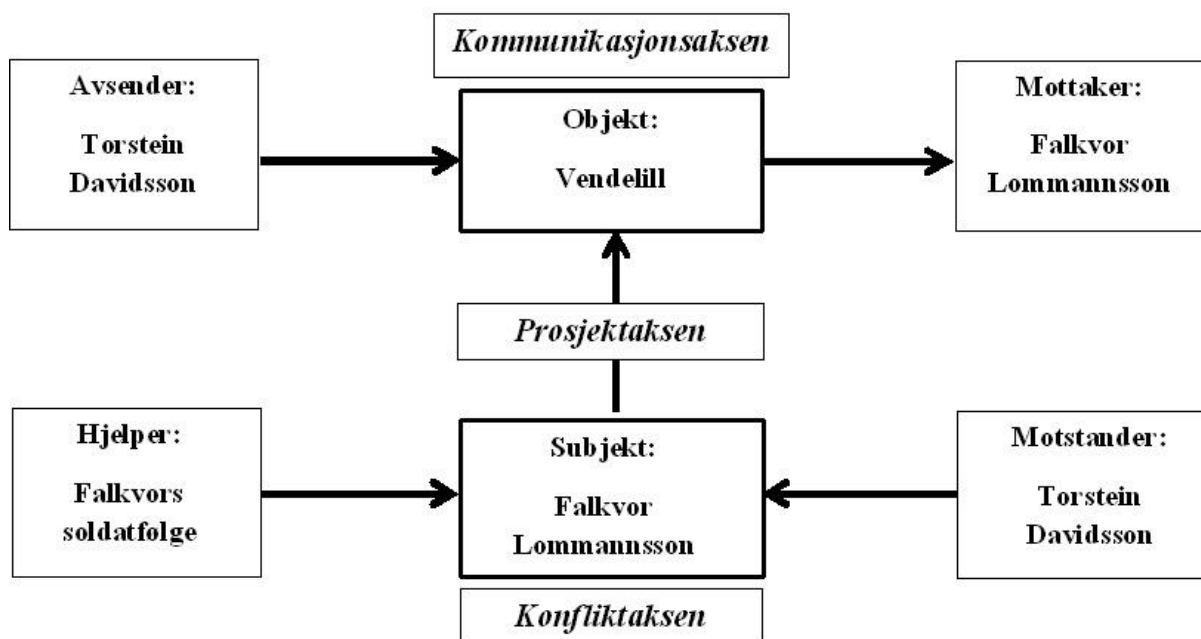 Kommunikasjonsaksen
Avsender:
Torstein
Davidsson
Objekt:
Vendelill
Mottaker:
Falkvor
Lommannsson
Prosjektaksen
Hjelper:
Falkvors
soldatfølge
Subjekt:
Falkvor
Lommannsson
Motstander:
Torstein
Davidsson
Konfliktaksen